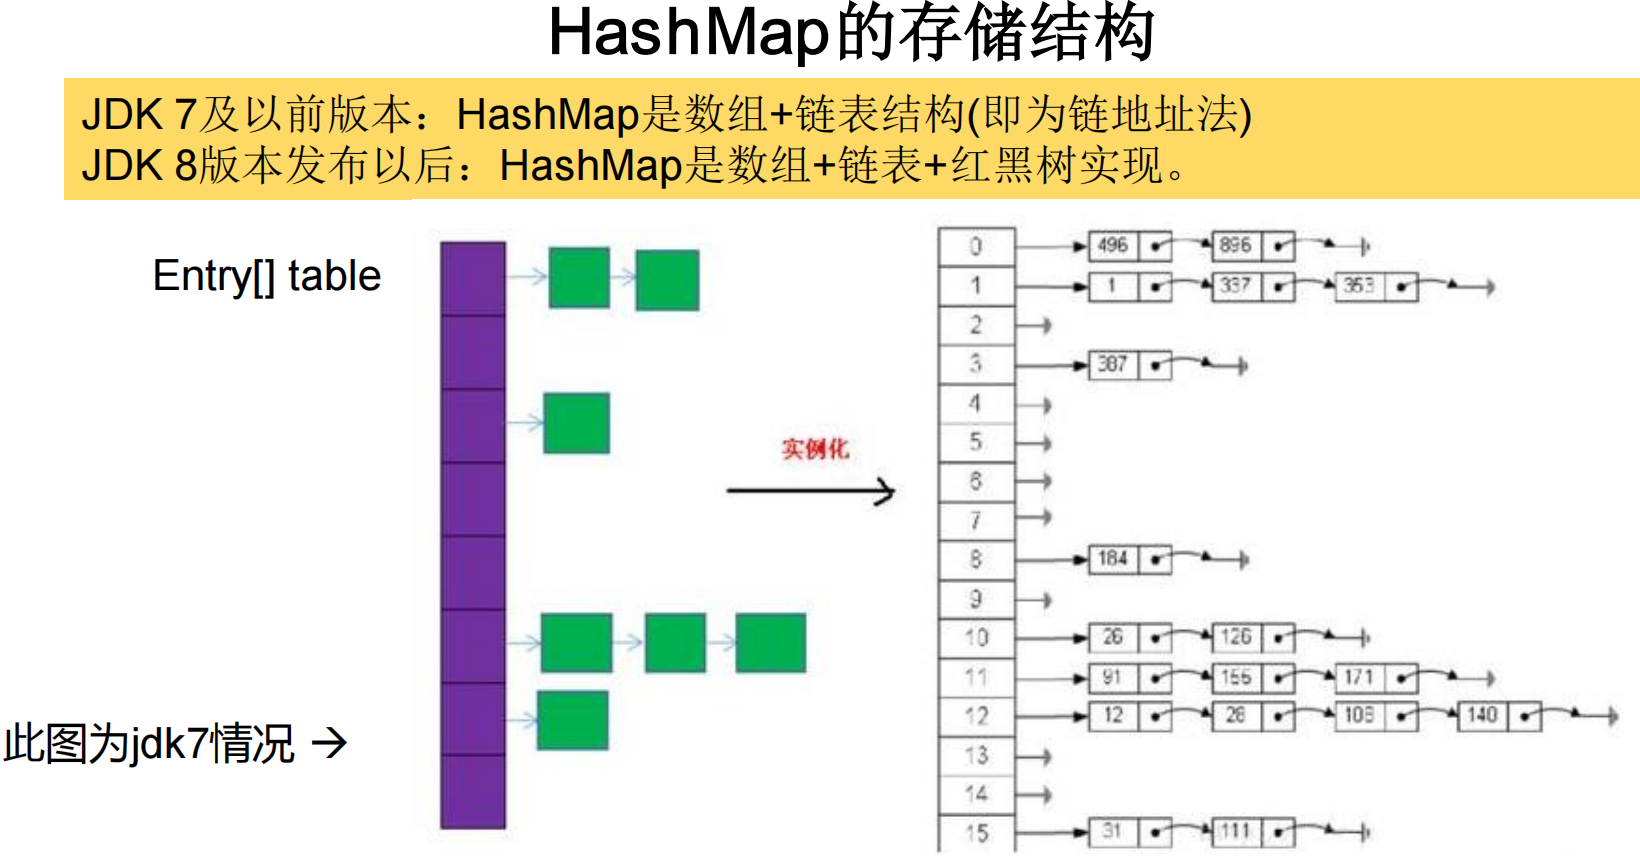 HashMap的存储结构
JDK 7及以前版本：HashMap是数组+链表结构(即为链地址法)
JDK 8版本发布以后：HashMap是数组+链表+红黑树实现。
Entry[] table
实例化
此图为jdk7情况 →
0 496 896
1 1 337 353
2
3 387
4
5
6
7
8 184
9
10 26 126
11 91 155 171
12 12 28 108 140
13
14
15 31 111